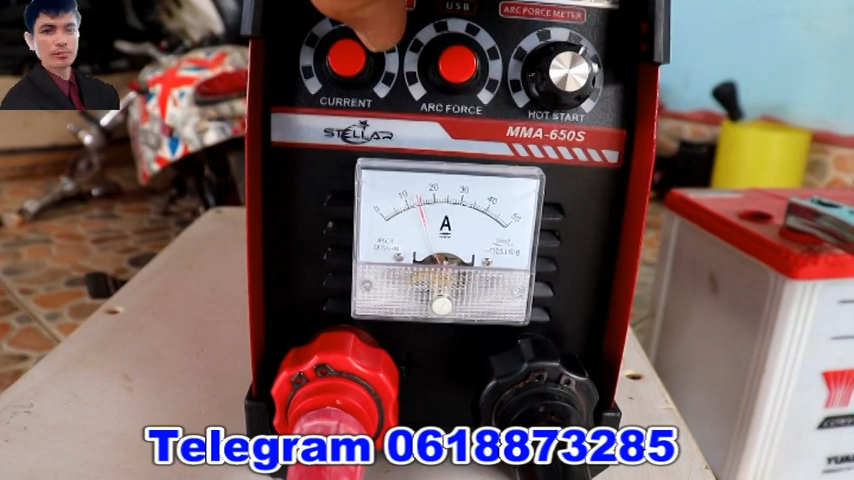 USB
ARC FORCE METER
CURRENT
ARC FORCE
HOT START
STELLAR
MMA-650S
0 10 20 30 40 50
A
Telegram 0618873285